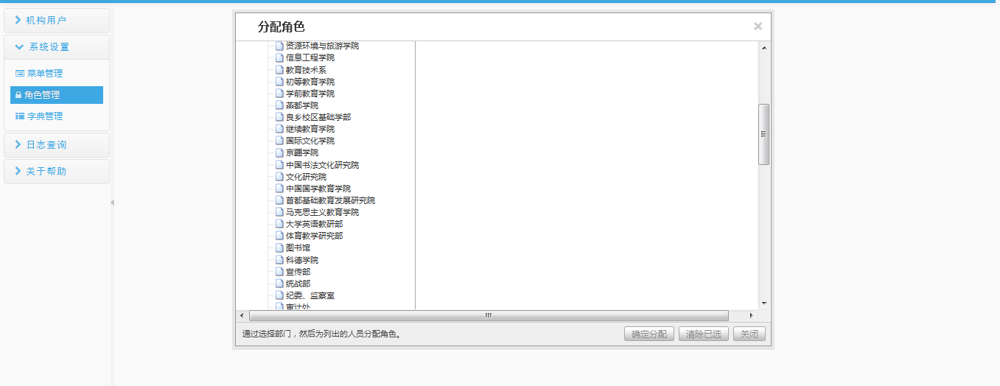 机构用户
系统设置
菜单管理
角色管理
字典管理
日志查询
关于帮助
分配角色
资源环境与旅游学院
信息工程学院
教育技术系
初等教育学院
学前教育学院
燕都学院
良乡校区基础学部
继续教育学院
国际文化学院
京疆学院
中国书法文化研究院
文化研究院
中国国学教育学院
首都基础教育发展研究院
马克思主义教育学院
大学英语教研部
体育教学研究部
图书馆
科德学院
宣传部
统战部
纪委、监察室
审计处
通过选择部门，然后为列出的人员分配角色。
确定分配 清除已选 关闭